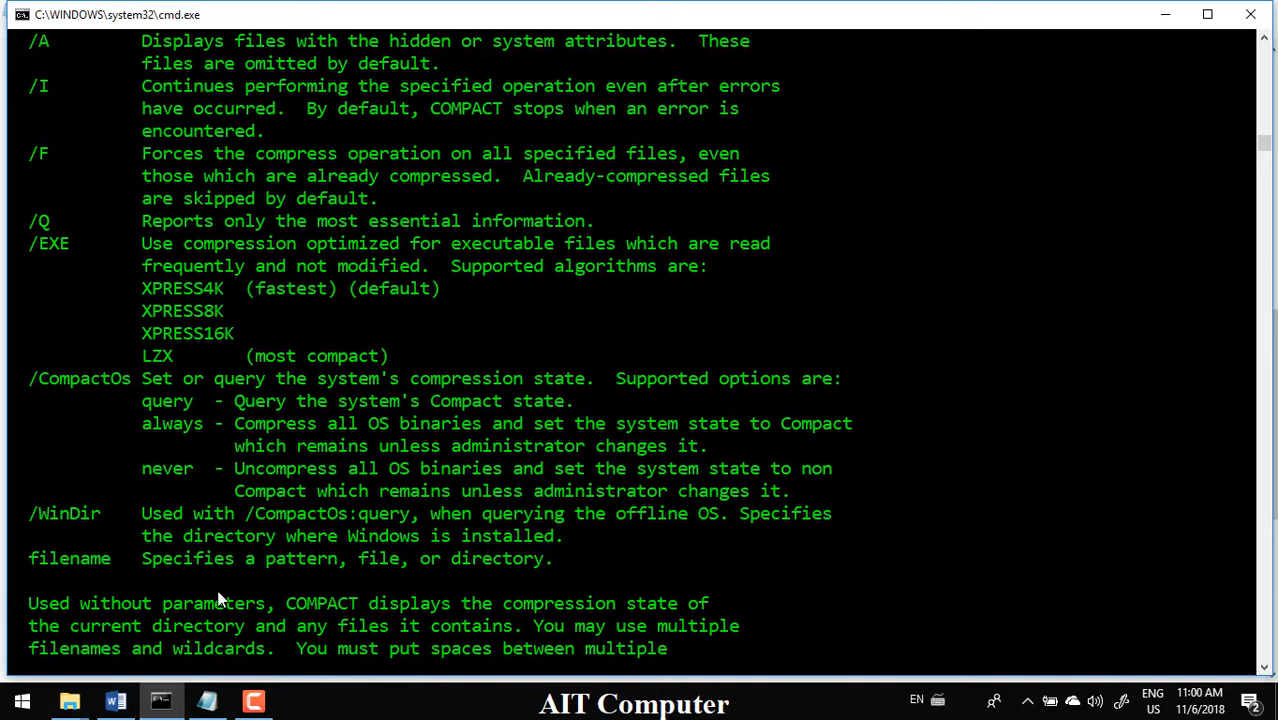 C:\WINDOWS\system32\cmd.exe
/A Displays files with the hidden or system attributes. These
files are omitted by default.
/I Continues performing the specified operation even after errors
have occurred. By default, COMPACT stops when an error is
encountered.
/F Forces the compress operation on all specified files, even
those which are already compressed. Already-compressed files
are skipped by default.
/Q Reports only the most essential information.
/EXE Use compression optimized for executable files which are read
frequently and not modified. Supported algorithms are:
XPRESS4K (fastest) (default)
XPRESS8K
XPRESS16K
LZX (most compact)
/CompactOs Set or query the system's compression state. Supported options are:
query - Query the system's Compact state.
always - Compress all OS binaries and set the system state to Compact
which remains unless administrator changes it.
never - Uncompress all OS binaries and set the system state to non
Compact which remains unless administrator changes it.
/WinDir Used with /CompactOs:query, when querying the offline OS. Specifies
the directory where Windows is installed.
filename Specifies a pattern, file, or directory.
Used without parameters, COMPACT displays the compression state of
the current directory and any files it contains. You may use multiple
filenames and wildcards. You must put spaces between multiple
AIT Computer
EN
ENG
US
11:00 AM
11/6/2018
2